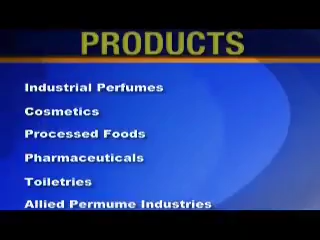 PRODUCTS
Industrial Perfumes
Cosmetics
Processed Foods
Pharmaceuticals
Toiletries
Allied Permume Industries